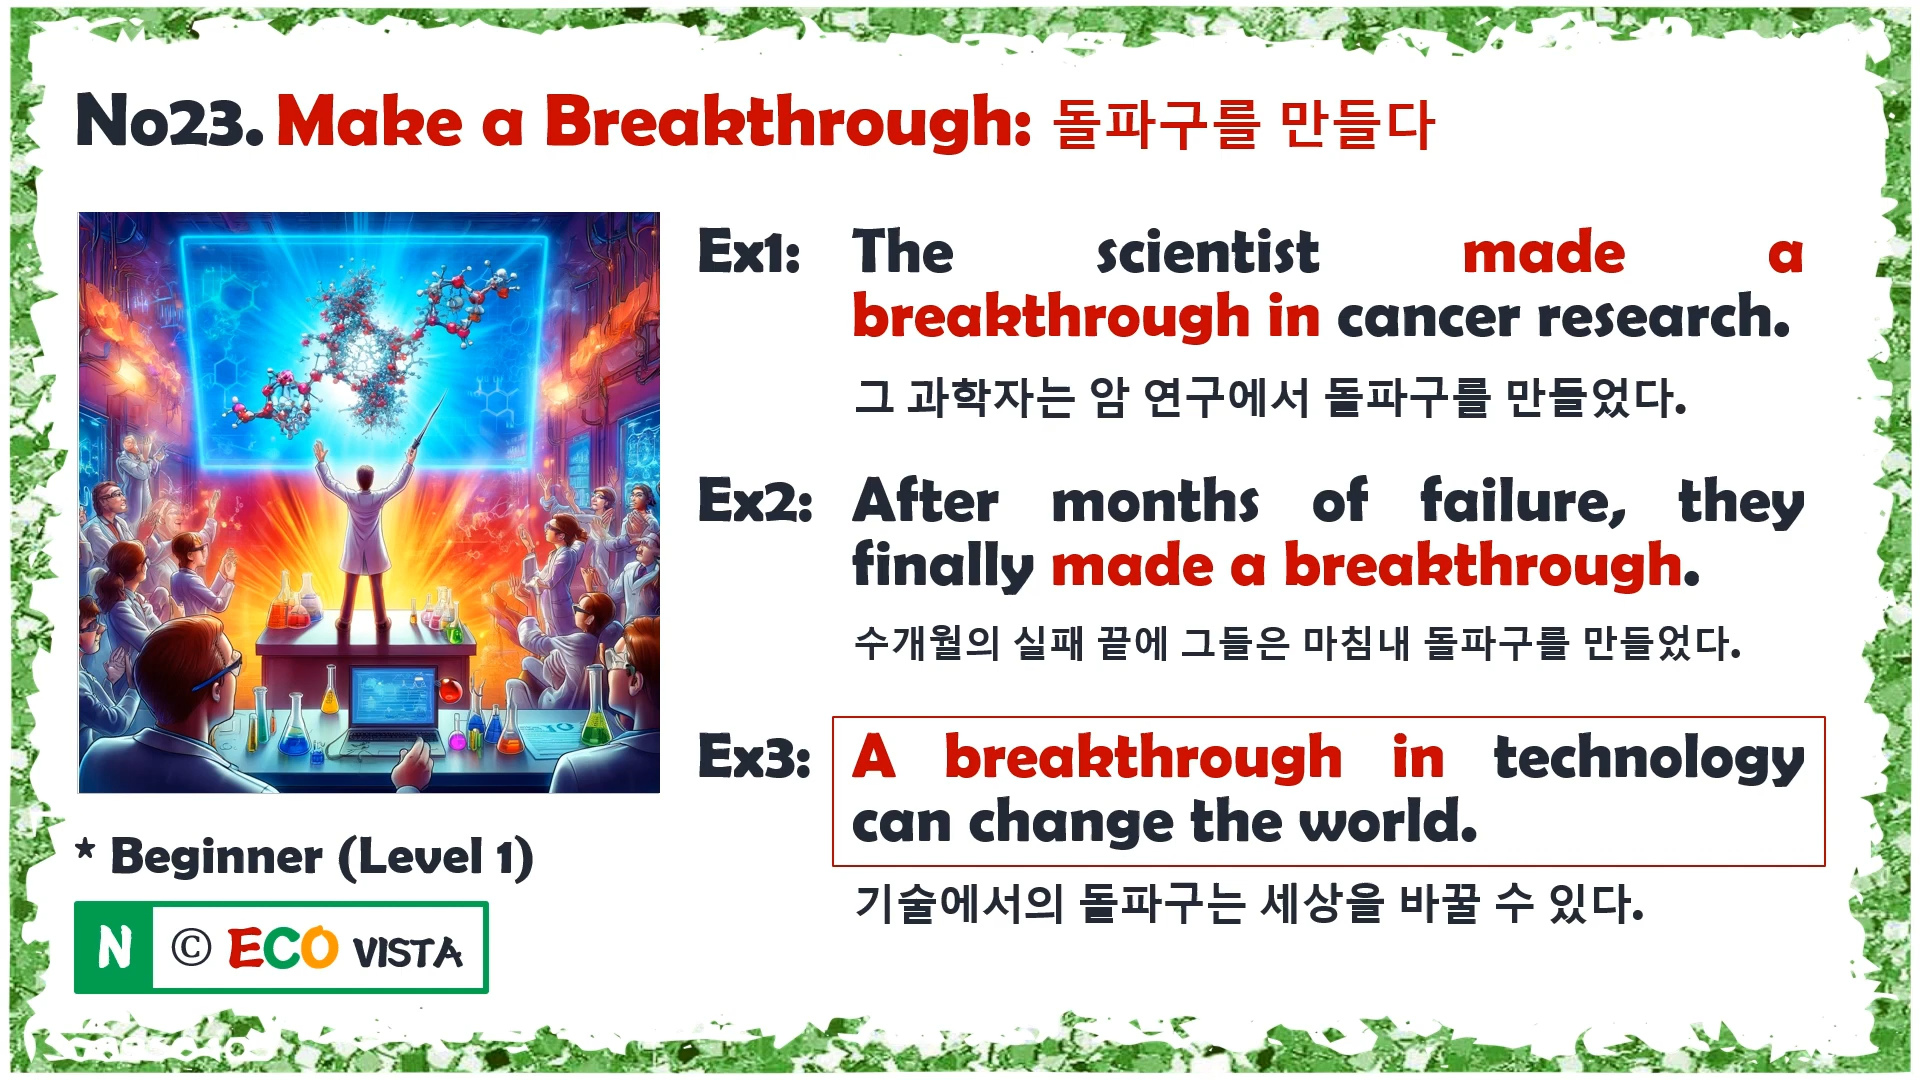 No23. Make a Breakthrough: 돌파구를 만들다
Ex1: The scientist made a
breakthrough in cancer research.
그 과학자는 암 연구에서 돌파구를 만들었다.
Ex2: After months of failure, they
finally made a breakthrough.
수개월의 실패 끝에 그들은 마침내 돌파구를 만들었다.
Ex3: A breakthrough in technology
can change the world.
기술에서의 돌파구는 세상을 바꿀 수 있다.
* Beginner (Level 1)
N © ECO VISTA